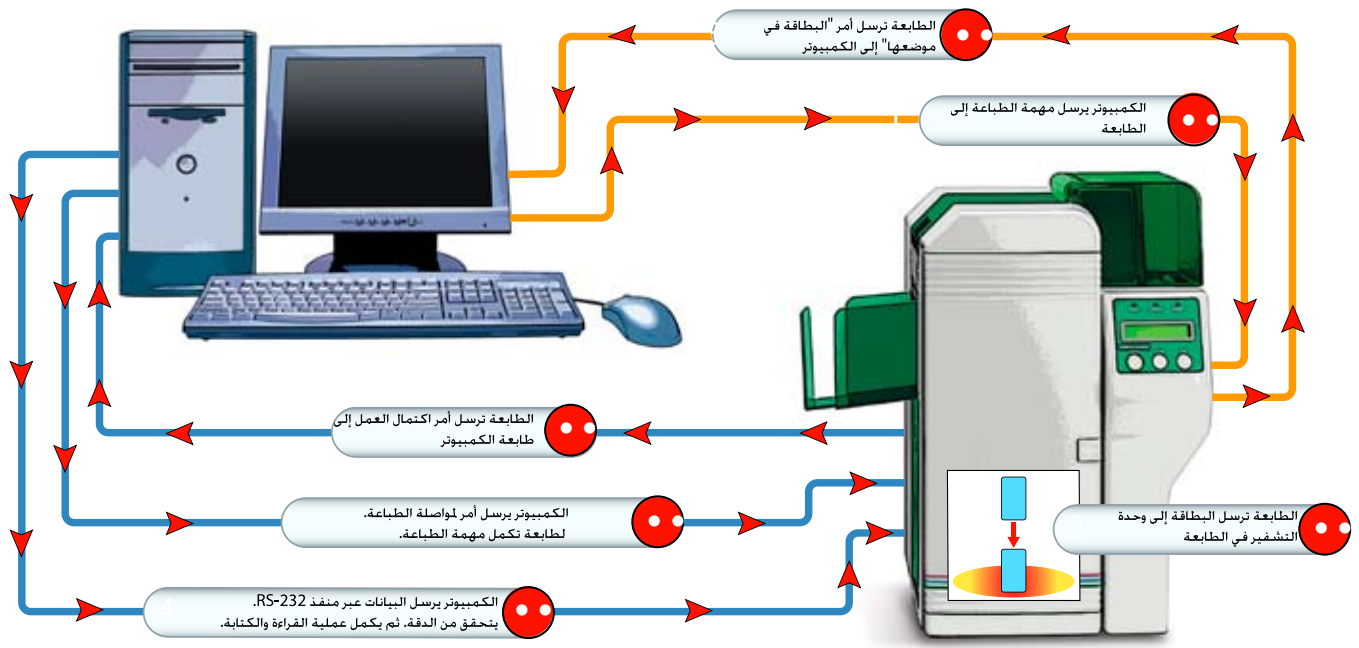 الطابعة ترسل أمر "البطاقة في
موضعها" إلى الكمبيوتر
الكمبيوتر يرسل مهمة الطباعة إلى
الطابعة
الطابعة ترسل أمر اكتمال العمل إلى
طابعة الكمبيوتر
الكمبيوتر يرسل أمر لمواصلة الطباعة.
لطابعة تكمل مهمة الطباعة.
الطابعة ترسل البطاقة إلى وحدة
التشفير في الطابعة
2
الكمبيوتر يرسل البيانات عبر منفذ RS-232.
يتحقق من الدقة. ثم يكمل عملية القراءة والكتابة.
4